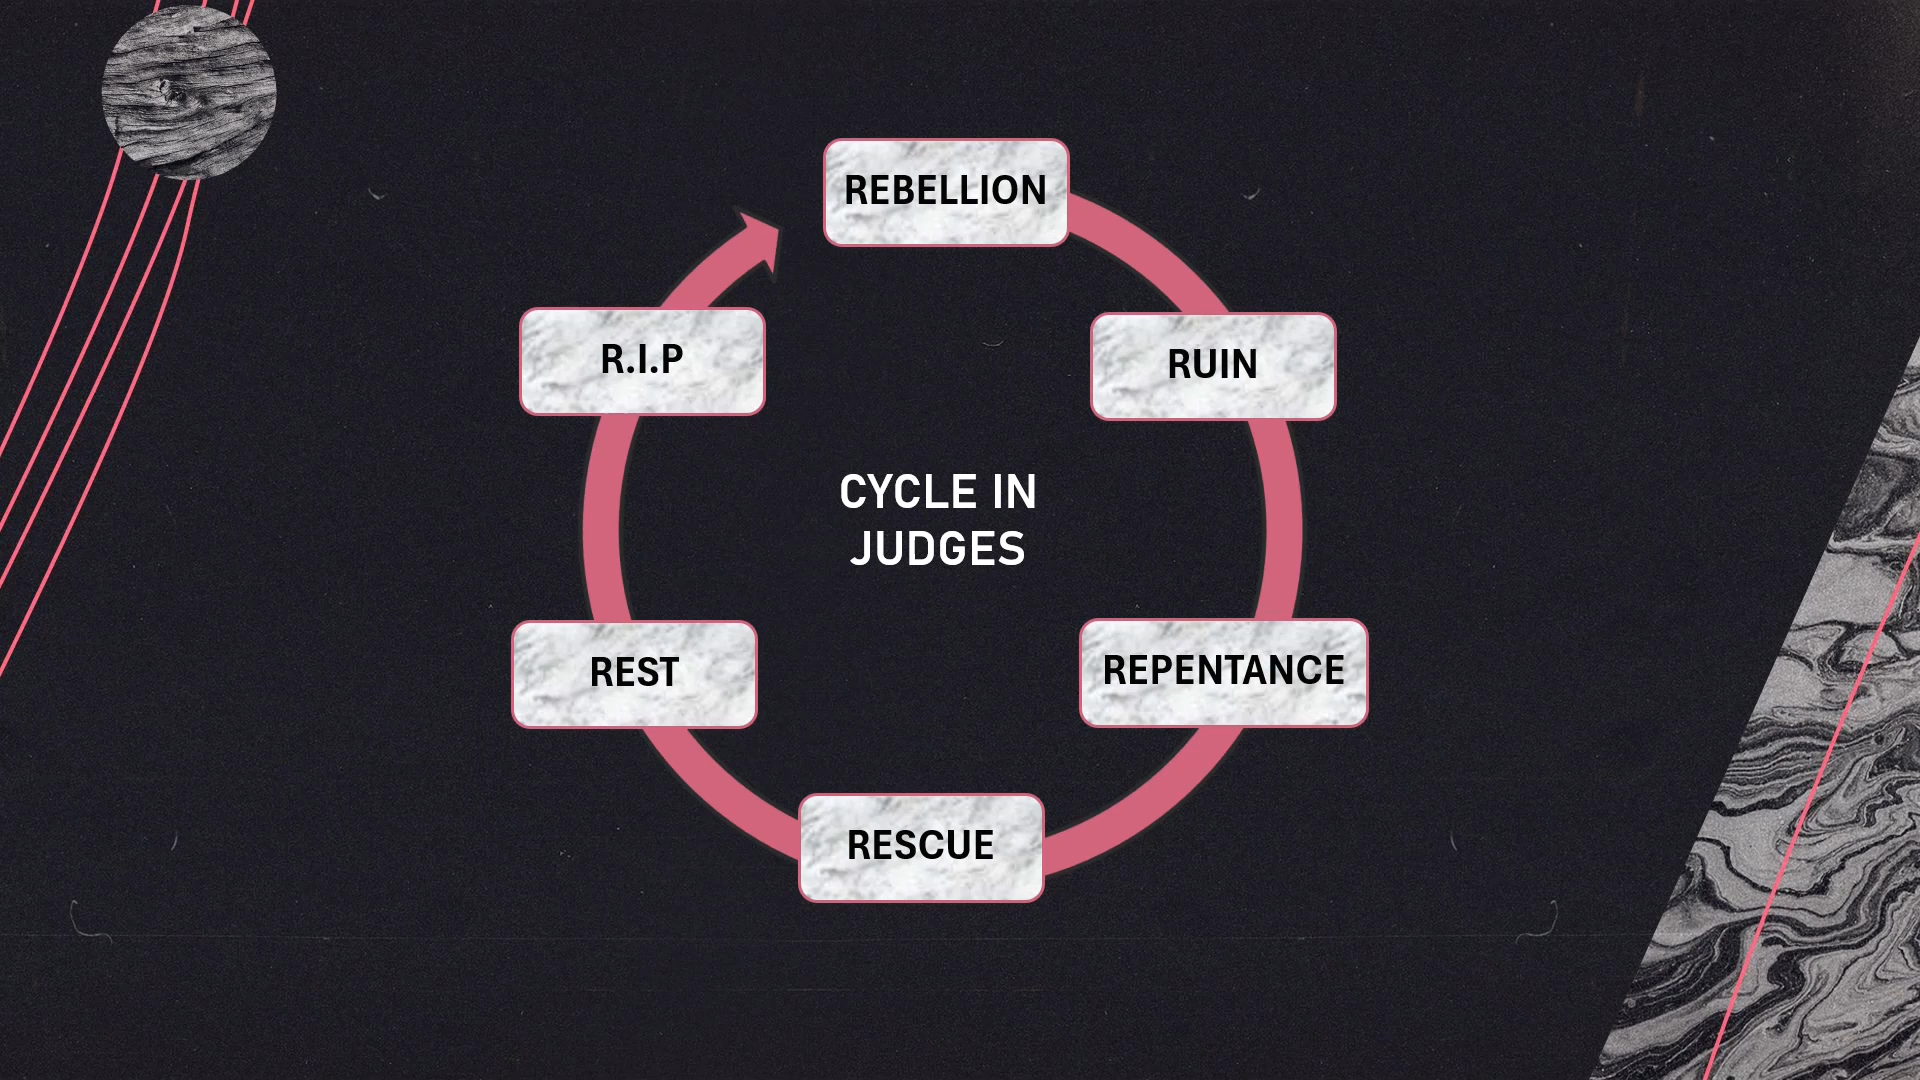 REBELLION
RUIN
REPENTANCE
RESCUE
REST
R.I.P
CYCLE IN
JUDGES